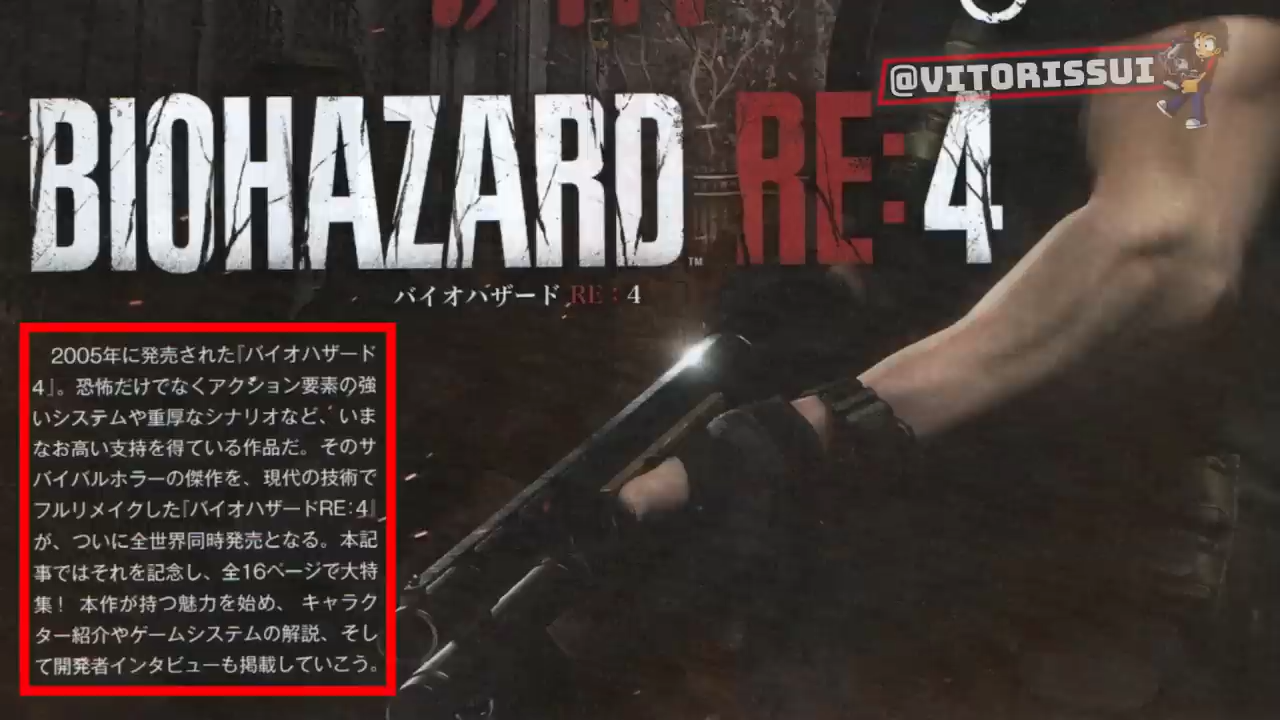 @VITORISSUI
BIOHAZARD RE:4
™
バイオハザード RE:4
2005年に発売された『バイオハザード
4』。恐怖だけでなくアクション要素の強
いシステムや重厚なシナリオなど、いま
なお高い支持を得ている作品だ。そのサ
バイバルホラーの傑作を、現代の技術で
フルリメイクした『バイオハザードRE:4』
が、ついに全世界同時発売となる。本記
事ではそれを記念し、全16ページで大特
集！ 本作が持つ魅力を始め、キャラク
ター紹介やゲームシステムの解説、そし
て開発者インタビューも掲載していこう。